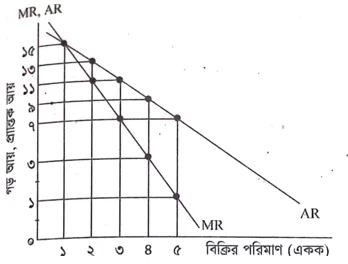 MR, AR
১৫
১৩
১১
৯
৭
৩
১
০
গড় আয়, প্রান্তিক আয়
১ ২ ৩ ৪ ৫ বিক্রির পরিমাণ (একক)
MR
AR